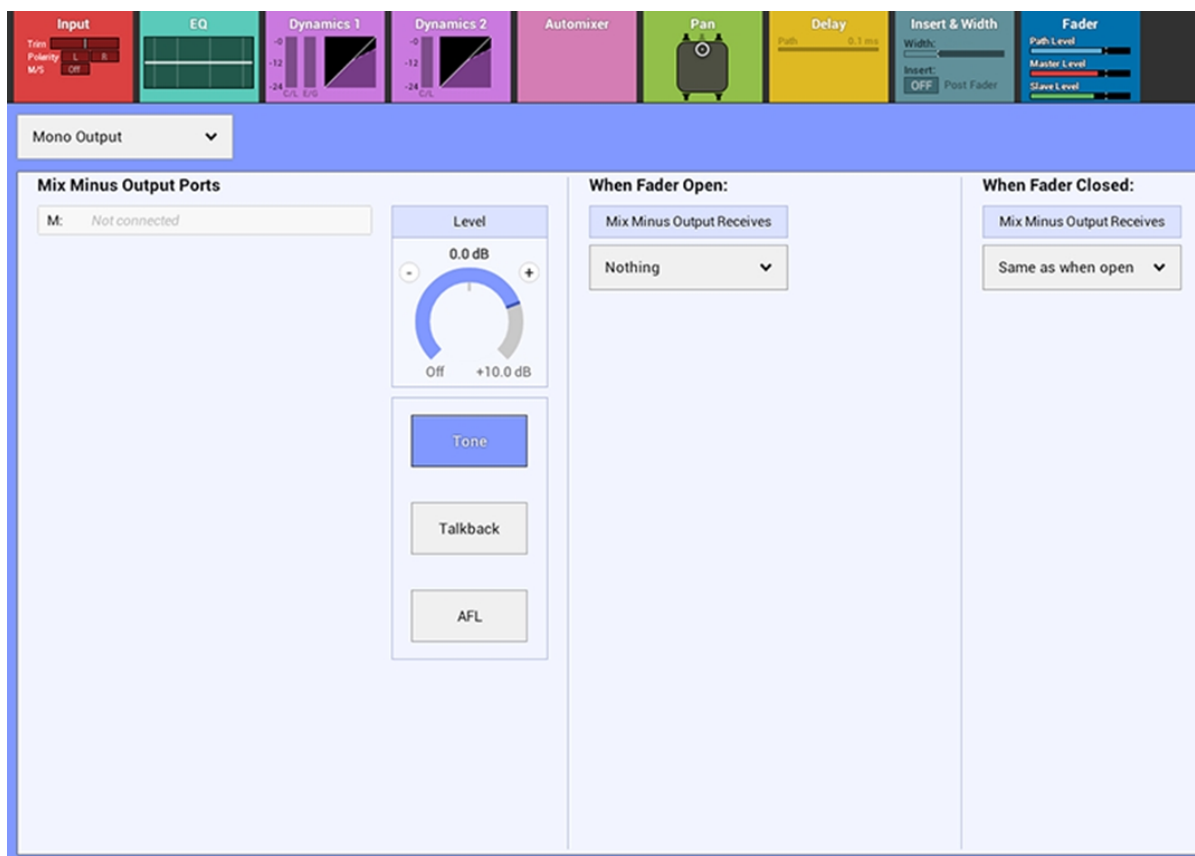 Input
EQ
Dynamics 1
Dynamics 2
Automixer
Pan
Delay
Insert & Width
Fader
Trim
Polarity L R
M/S Off
-0
-12
-24
C/L E/G
-0
-12
-24
C/L
Path 0.1 ms
Width:
Insert:
OFF Post Fader
Path Level
Master Level
Slave Level
Mono Output
Mix Minus Output Ports
M: Not connected
Level
0.0 dB
- +
Off +10.0 dB
Tone
Talkback
AFL
When Fader Open:
Mix Minus Output Receives
Nothing
When Fader Closed:
Mix Minus Output Receives
Same as when open